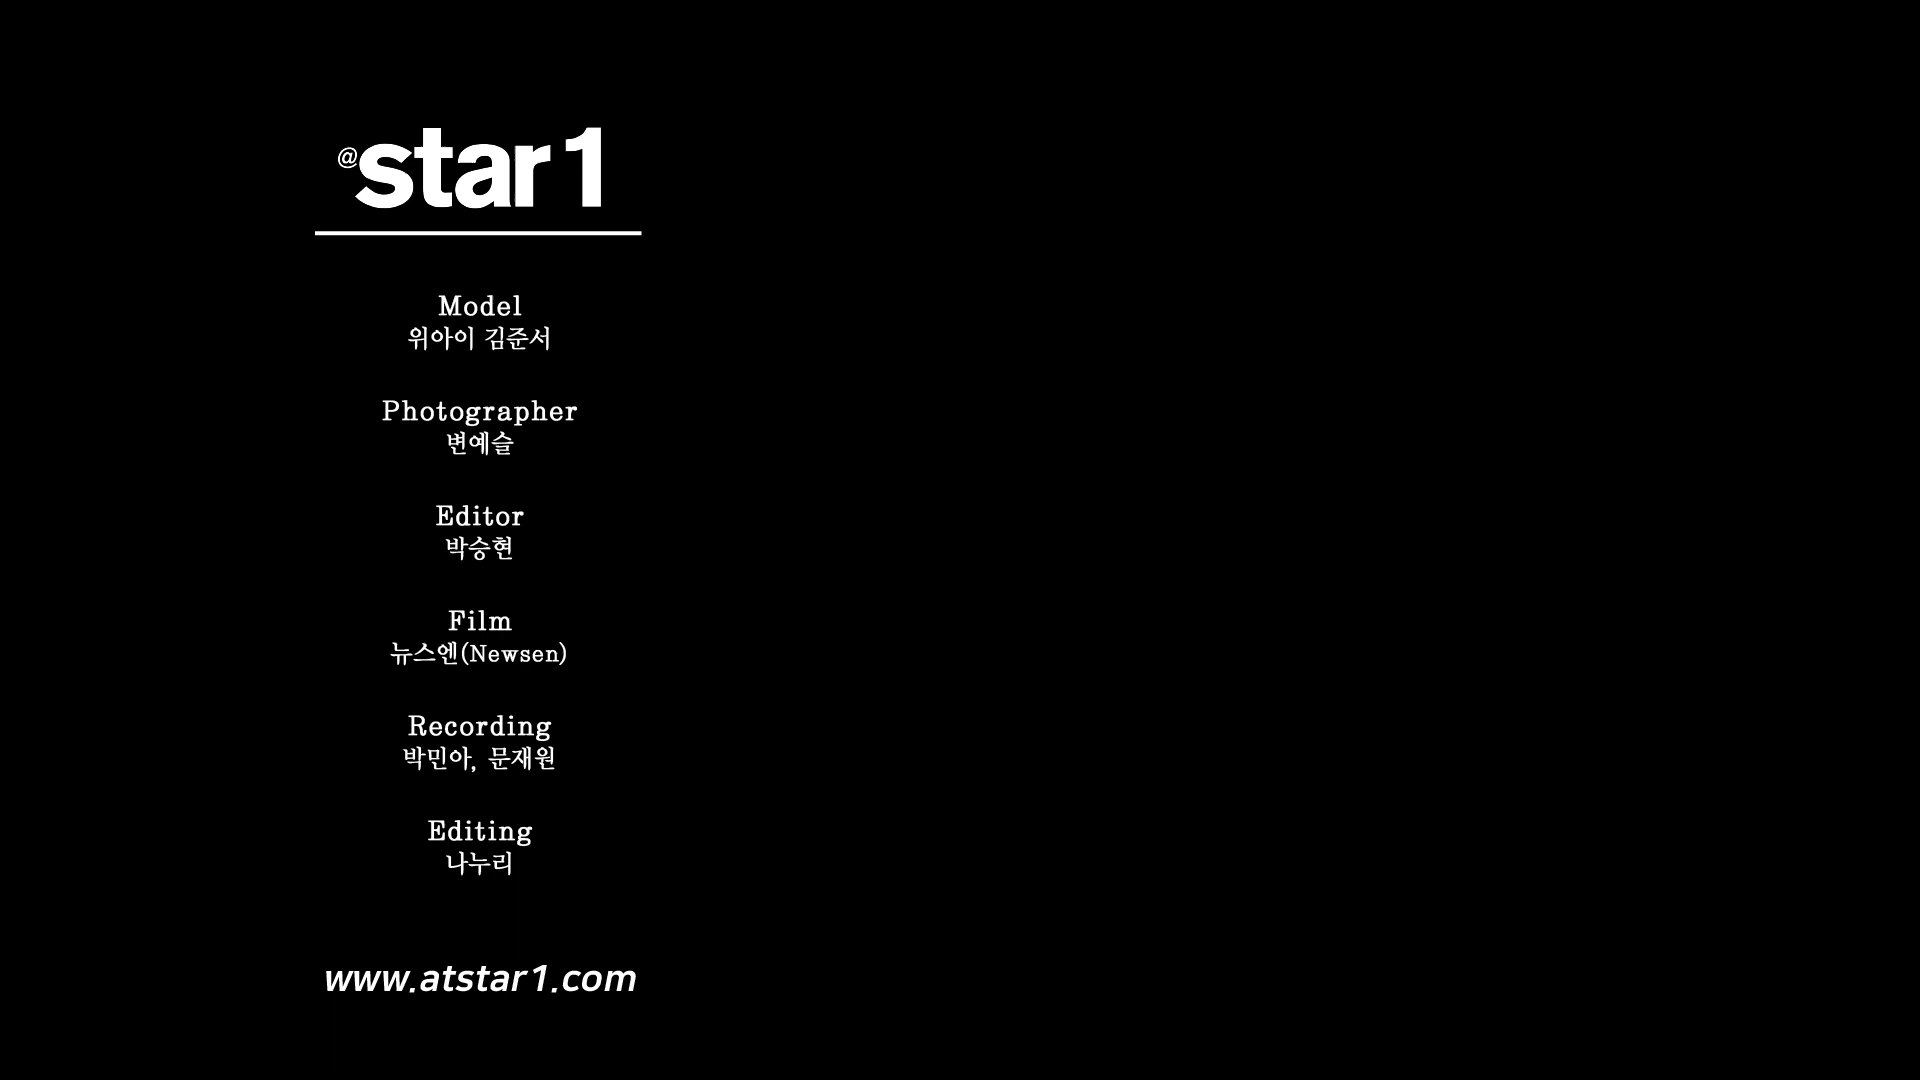 @star1
Model
위아이 김준서
Photographer
변예슬
Editor
박승현
Film
뉴스엔(Newsen)
Recording
박민아, 문재원
Editing
나누리
www.atstar1.com